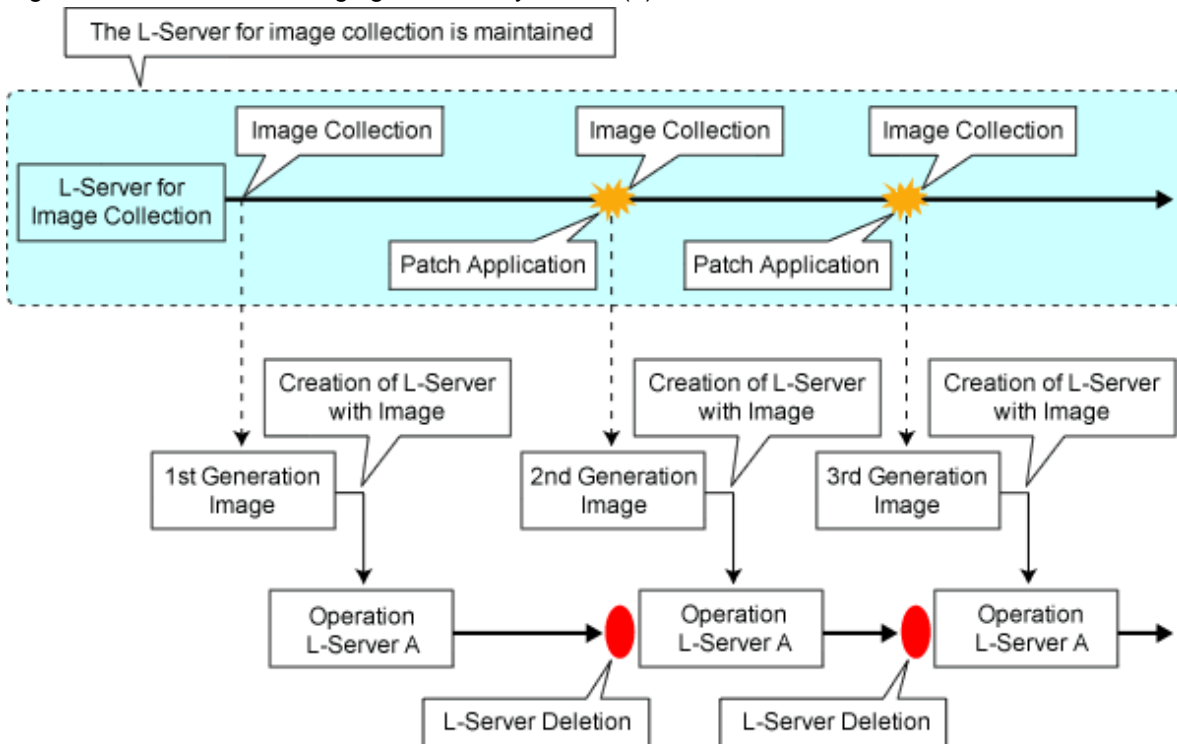 The L-Server for image collection is maintained
Image Collection
Image Collection
Image Collection
L-Server for
Image Collection
Patch Application
Patch Application
Creation of L-Server
with Image
Creation of L-Server
with Image
Creation of L-Server
with Image
1st Generation
Image
2nd Generation
Image
3rd Generation
Image
Operation
L-Server A
Operation
L-Server A
Operation
L-Server A
L-Server Deletion
L-Server Deletion